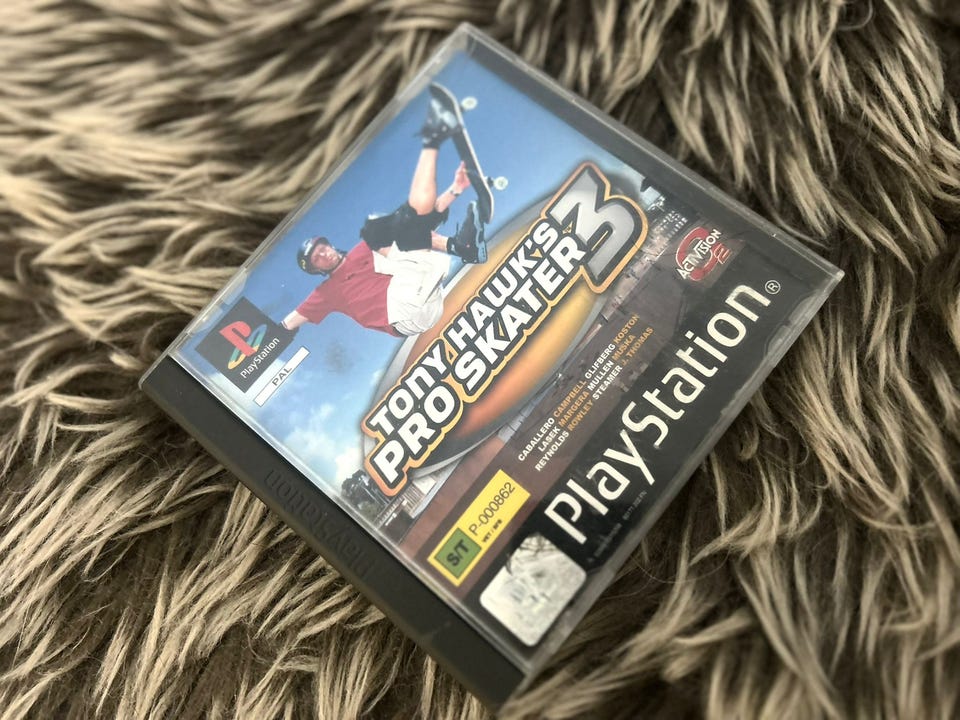 TONY HAWK'S
PRO SKATER 3
PlayStation
PAL
ACTIVISION
CABALLERO CAMPBELL GLIFBERG KOSTON
LASEK MARGERA MULLEN MUSKA
REYNOLDS ROWLEY STEAMER J. THOMAS
S/T P-000862
PlayStation®
PlayStation